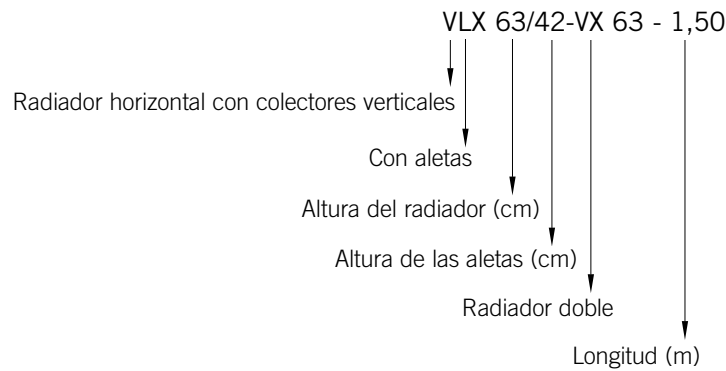 VLX 63/42-VX 63 - 1,50
Radiador horizontal con colectores verticales
Con aletas
Altura del radiador (cm)
Altura de las aletas (cm)
Radiador doble
Longitud (m)